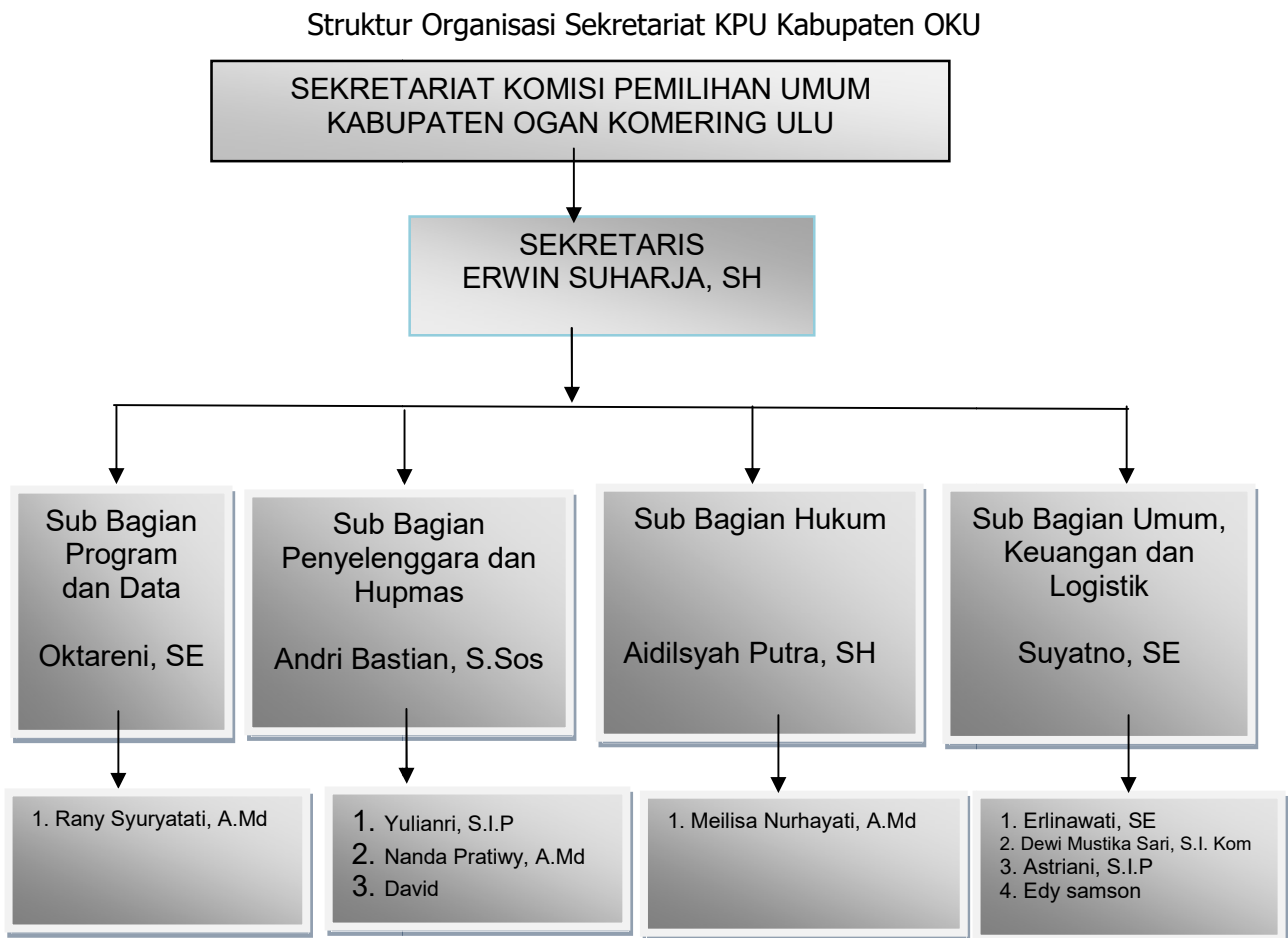 Struktur Organisasi Sekretariat KPU Kabupaten OKU
SEKRETARIAT KOMISI PEMILIHAN UMUM
KABUPATEN OGAN KOMERING ULU
SEKRETARIS
ERWIN SUHARJA, SH
Sub Bagian
Program
dan Data
Oktareni, SE
Sub Bagian
Penyelenggara dan
Hupmas
Andri Bastian, S.Sos
Sub Bagian Hukum
Aidilsyah Putra, SH
Sub Bagian Umum,
Keuangan dan
Logistik
Suyatno, SE
1. Rany Syuryatati, A.Md
1. Yulianri, S.I.P
2. Nanda Pratiwy, A.Md
3. David
1. Meilisa Nurhayati, A.Md
1. Erlinawati, SE
2. Dewi Mustika Sari, S.I. Kom
3. Astriani, S.I.P
4. Edy samson